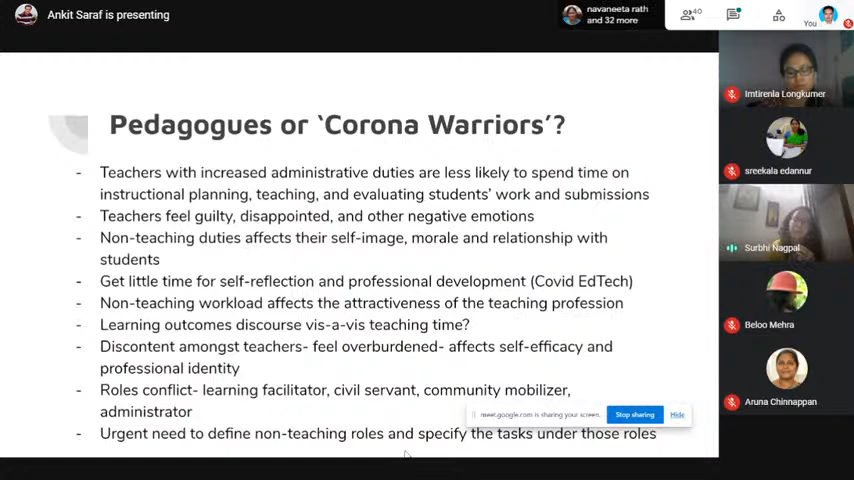 Ankit Saraf is presenting
navaneeta rath
and 32 more
40
You
Pedagogues or ‘Corona Warriors’?
- Teachers with increased administrative duties are less likely to spend time on
instructional planning, teaching, and evaluating students’ work and submissions
- Teachers feel guilty, disappointed, and other negative emotions
- Non-teaching duties affects their self-image, morale and relationship with
students
- Get little time for self-reflection and professional development (Covid EdTech)
- Non-teaching workload affects the attractiveness of the teaching profession
- Learning outcomes discourse vis-a-vis teaching time?
- Discontent amongst teachers- feel overburdened- affects self-efficacy and
professional identity
- Roles conflict- learning facilitator, civil servant, community mobilizer,
administrator
- Urgent need to define non-teaching roles and specify the tasks under those roles
meet.google.com is sharing your screen.
Stop sharing
Hide
Imtirenla Longkumer
sreekala edannur
Surbhi Nagpal
Beloo Mehra
Aruna Chinnappan